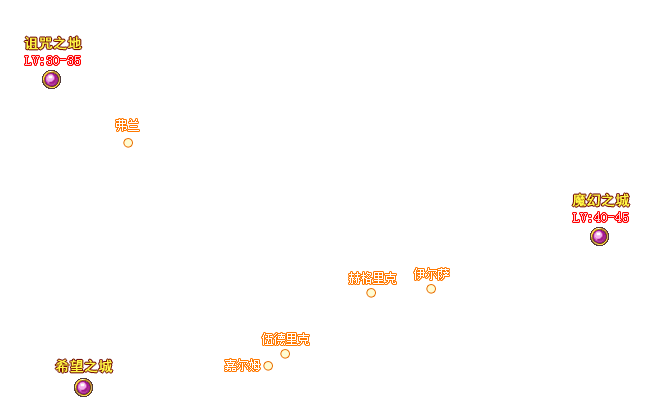 诅咒之地
LV:30-35
弗兰
魔幻之城
LV:40-45
伊尔萨
赫格里克
伍德里克
嘉尔姆
希望之城